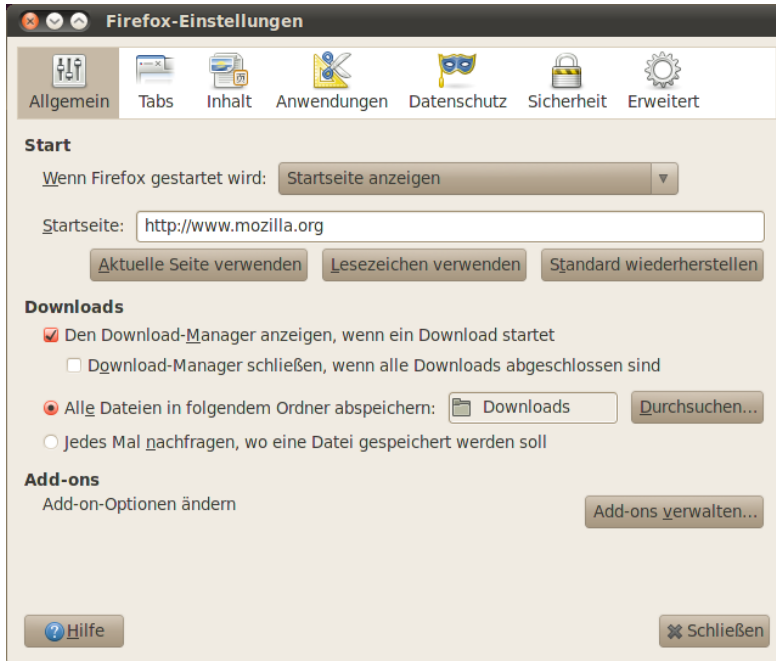 Firefox-Einstellungen
Allgemein Tabs Inhalt Anwendungen Datenschutz Sicherheit Erweitert
Start
Wenn Firefox gestartet wird: Startseite anzeigen
Startseite: http://www.mozilla.org
Aktuelle Seite verwenden Lesezeichen verwenden Standard wiederherstellen
Downloads
Den Download-Manager anzeigen, wenn ein Download startet
Download-Manager schließen, wenn alle Downloads abgeschlossen sind
Alle Dateien in folgendem Ordner abspeichern: Downloads Durchsuchen...
Jedes Mal nachfragen, wo eine Datei gespeichert werden soll
Add-ons
Add-on-Optionen ändern
Add-ons verwalten...
Hilfe Schließen